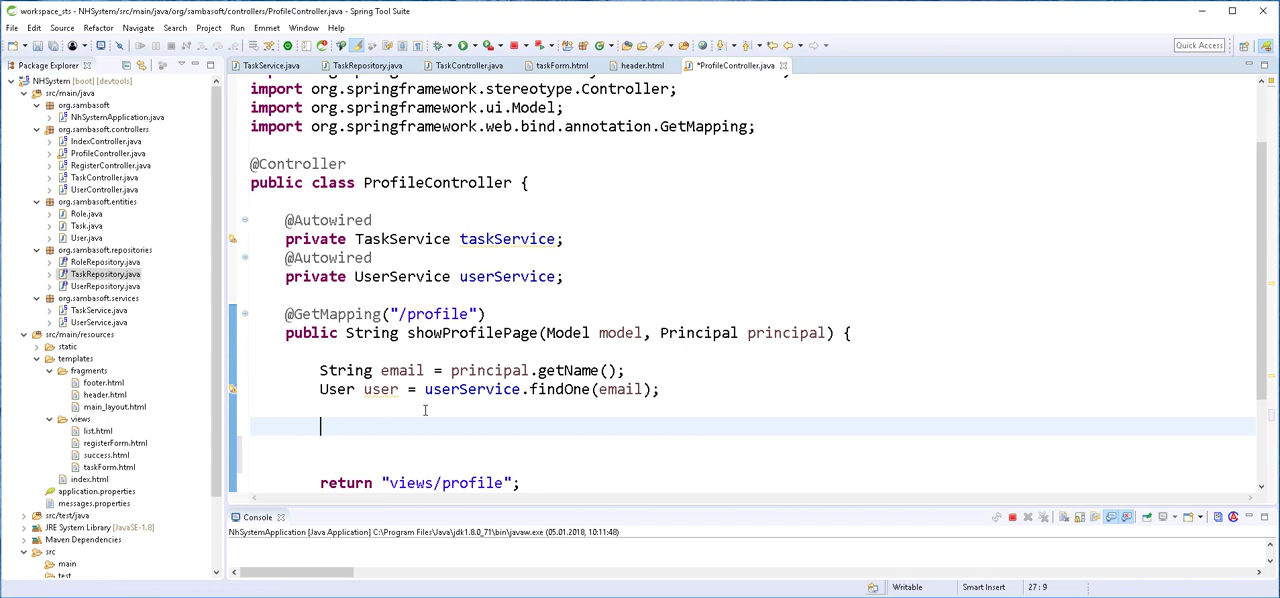 workspace_sts - NHSystem/src/main/java/org/sambasoft/controllers/ProfileController.java - Spring Tool Suite
File Edit Source Refactor Navigate Search Project Run Emmet Window Help
Quick Access
Package Explorer
TaskService.java TaskRepository.java TaskController.java taskForm.html header.html *ProfileController.java
NHSystem [boot] [devtools]
src/main/java
org.sambasoft
NhSystemApplication.java
org.sambasoft.controllers
IndexController.java
ProfileController.java
RegisterController.java
TaskController.java
UserController.java
org.sambasoft.entities
Role.java
Task.java
User.java
org.sambasoft.repositories
RoleRepository.java
TaskRepository.java
UserRepository.java
org.sambasoft.services
TaskService.java
UserService.java
src/main/resources
static
templates
fragments
footer.html
header.html
main_layout.html
views
list.html
registerForm.html
success.html
taskForm.html
index.html
application.properties
messages.properties
src/test/java
JRE System Library [JavaSE-1.8]
Maven Dependencies
src
main
test
import org.springframework.stereotype.Controller;
import org.springframework.ui.Model;
import org.springframework.web.bind.annotation.GetMapping;
@Controller
public class ProfileController {
@Autowired
private TaskService taskService;
@Autowired
private UserService userService;
@GetMapping("/profile")
public String showProfilePage(Model model, Principal principal) {
String email = principal.getName();
User user = userService.findOne(email);
return "views/profile";
Console
NhSystemApplication [Java Application] C:\Program Files\Java\jdk1.8.0_71\bin\javaw.exe (05.01.2018, 10:11:48)
Writable Smart Insert 27 : 9